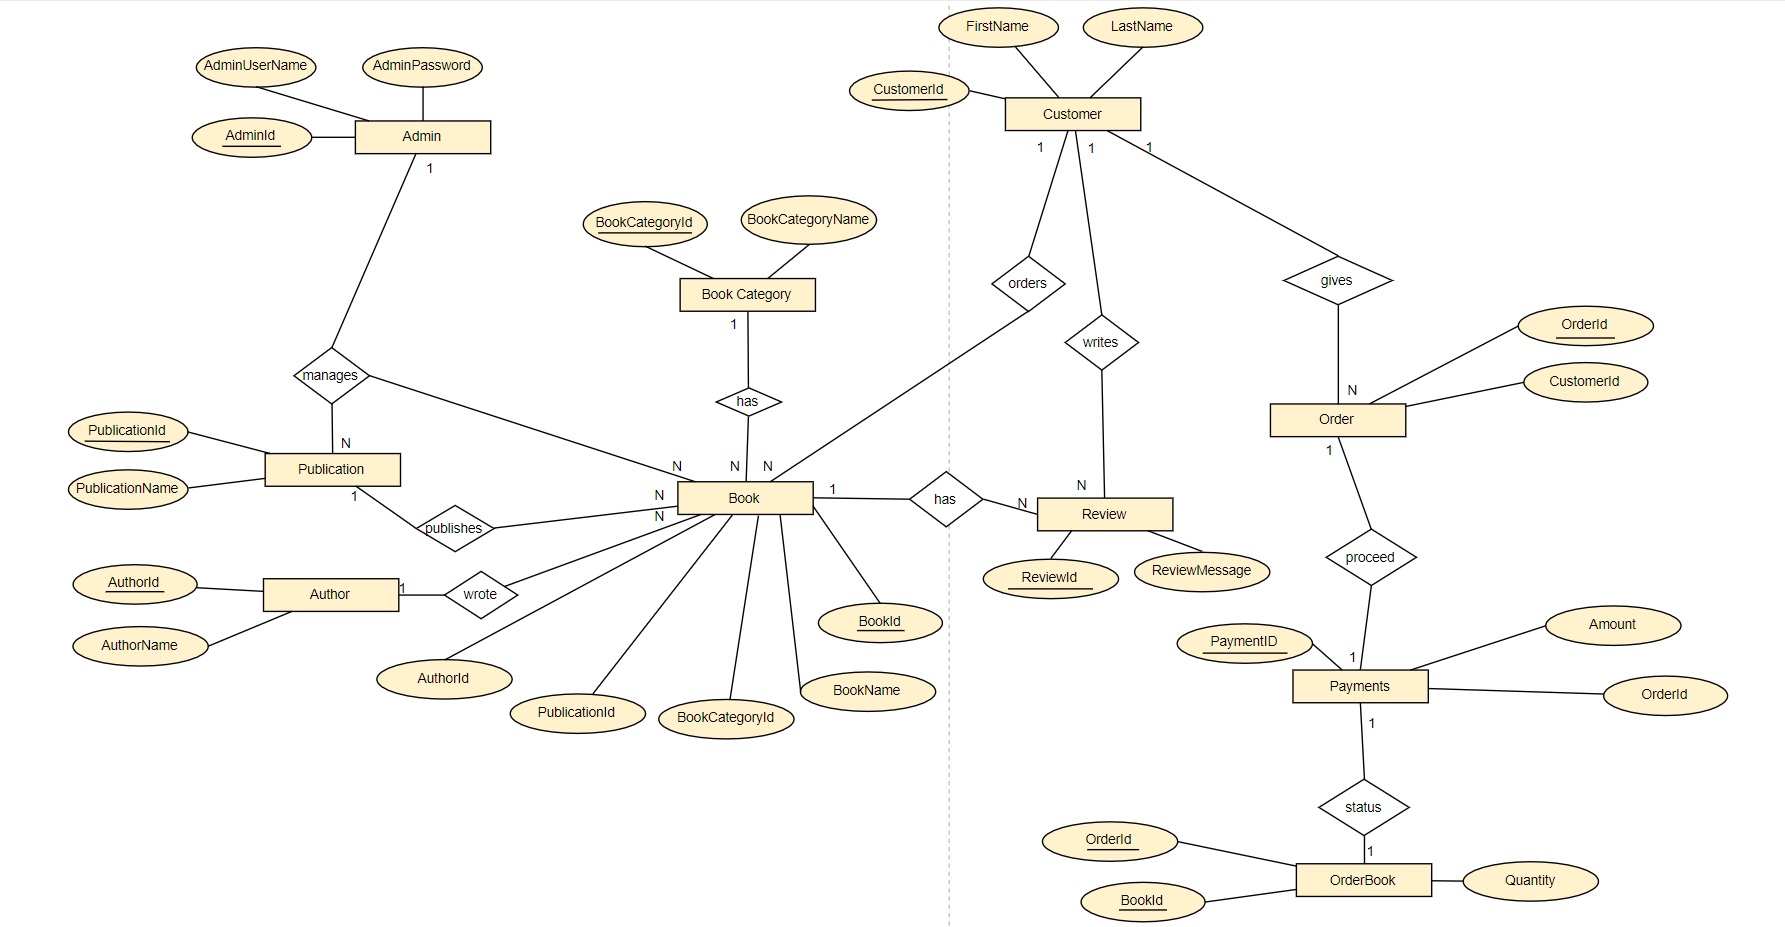 FirstName
LastName
AdminUserName
AdminPassword
CustomerId
Customer
AdminId
Admin
1
1
1
1
BookCategoryId
BookCategoryName
orders
gives
Book Category
1
OrderId
writes
manages
CustomerId
N
has
Order
PublicationId
N
1
Publication
N
N
N
PublicationName
1
N
Book
1
has
N
N
Review
N
publishes
proceed
AuthorId
ReviewId
ReviewMessage
Author
1
wrote
BookId
Amount
AuthorName
PaymentID
1
AuthorId
Payments
BookName
OrderId
PublicationId
BookCategoryId
1
status
OrderId
1
OrderBook
Quantity
BookId